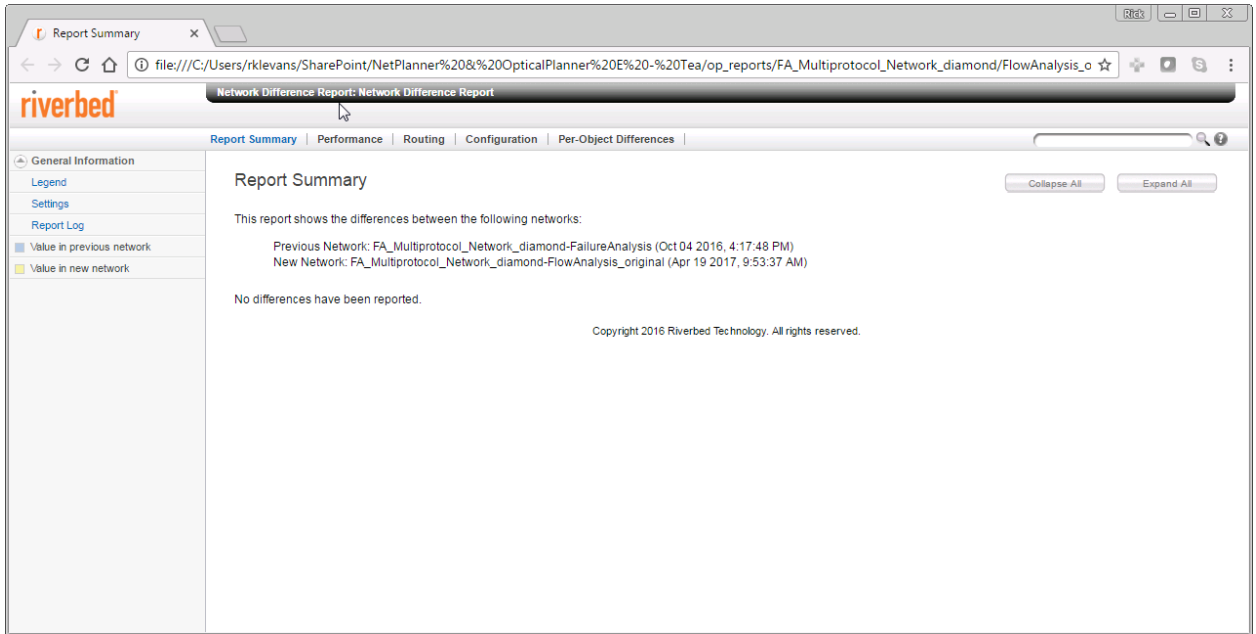 Rick
Report Summary
file:///C:/Users/rklevans/SharePoint/NetPlanner%20&%20OpticalPlanner%20E%20-%20Tea/op_reports/FA_Multiprotocol_Network_diamond/FlowAnalysis_o
riverbed
Network Difference Report: Network Difference Report
Report Summary | Performance | Routing | Configuration | Per-Object Differences |
General Information
Legend
Settings
Report Log
Value in previous network
Value in new network
Report Summary
Collapse All
Expand All
This report shows the differences between the following networks:
Previous Network: FA_Multiprotocol_Network_diamond-FailureAnalysis (Oct 04 2016, 4:17:48 PM)
New Network: FA_Multiprotocol_Network_diamond-FlowAnalysis_original (Apr 19 2017, 9:53:37 AM)
No differences have been reported.
Copyright 2016 Riverbed Technology. All rights reserved.